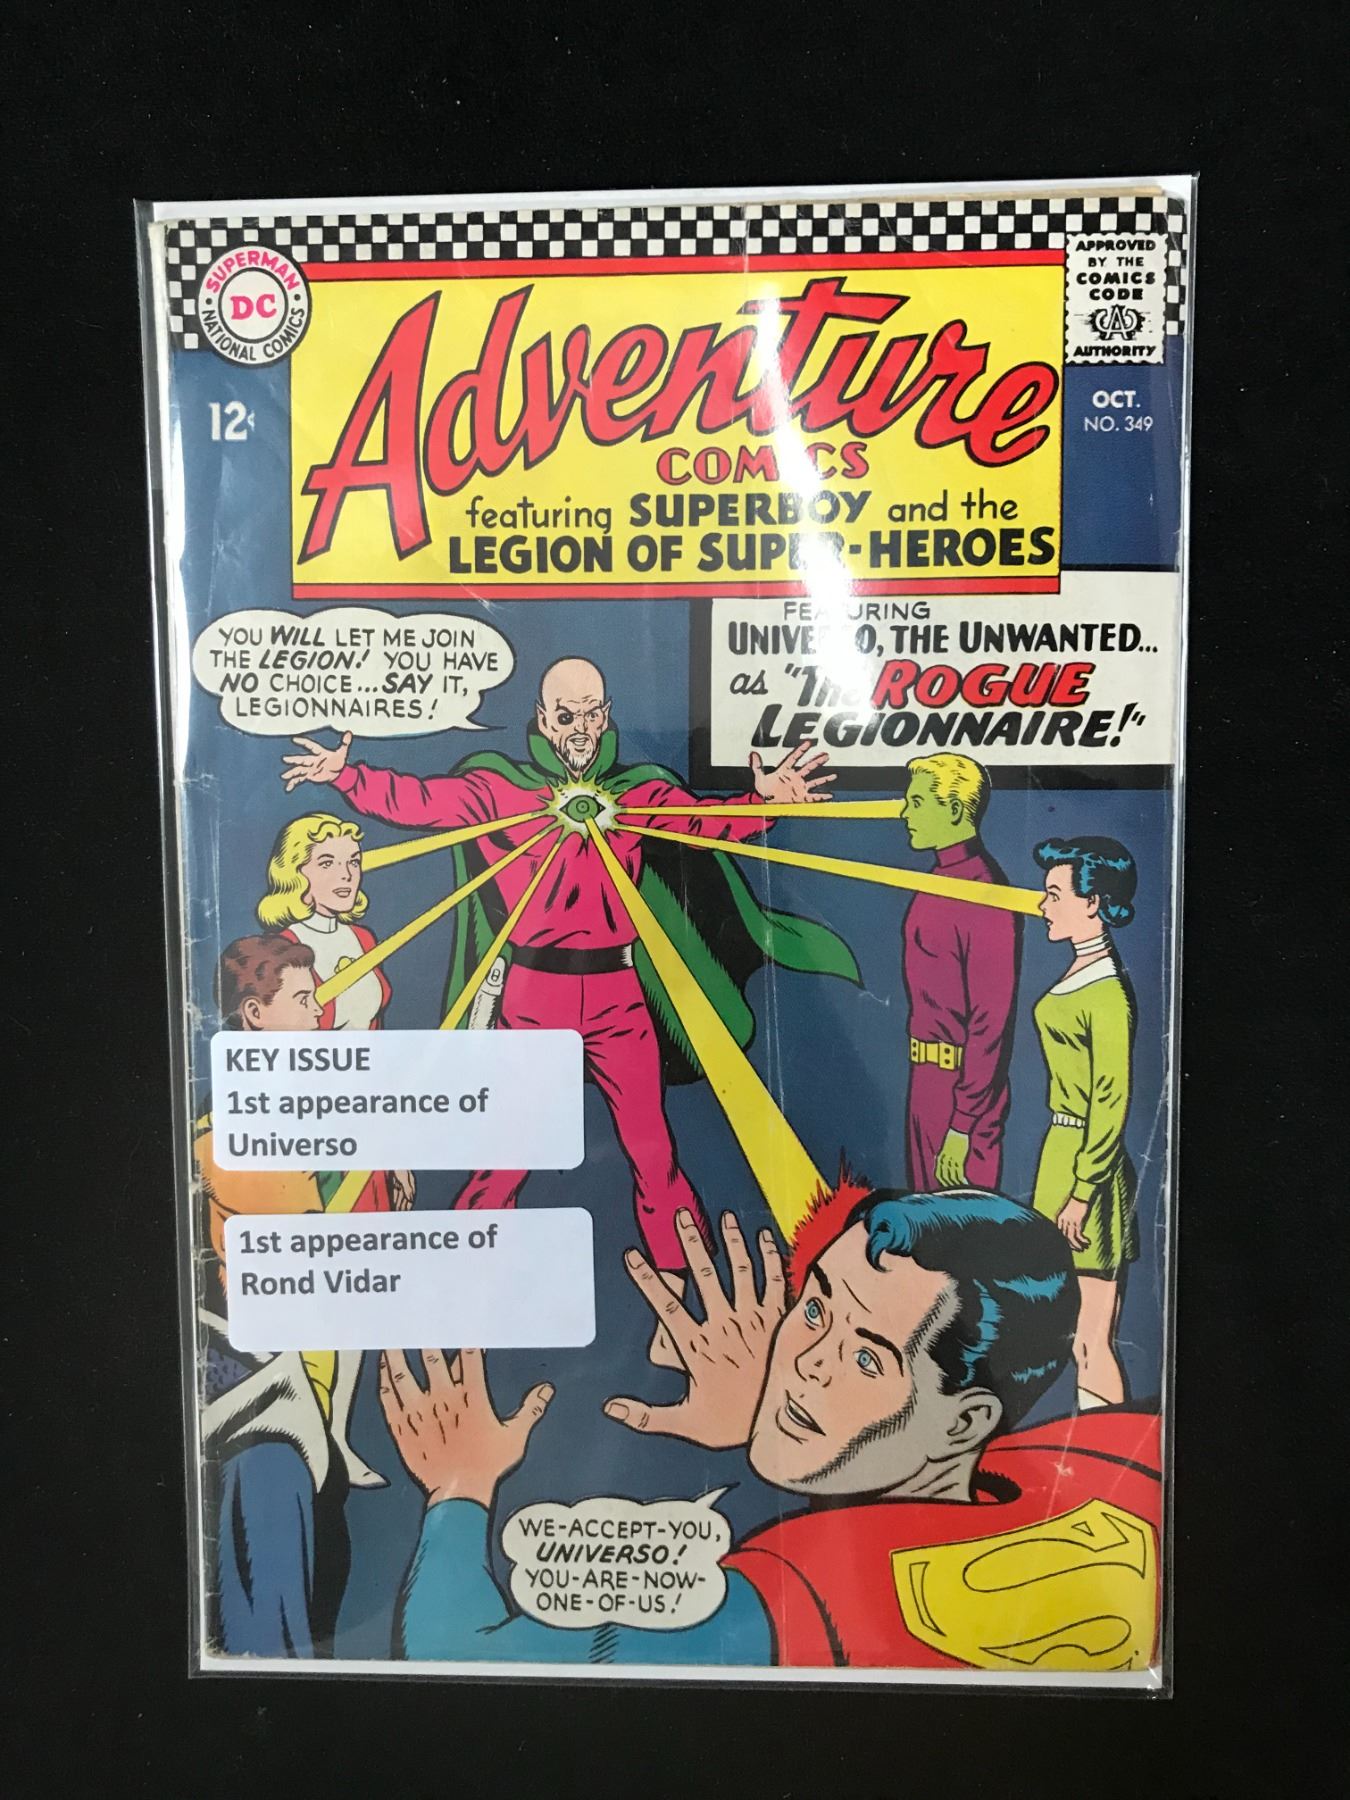 SUPERMAN
DC
NATIONAL COMICS
APPROVED
BY THE
COMICS
CODE
CA
AUTHORITY
12¢
Adventure
COMICS
featuring SUPERBOY and the
LEGION OF SUPER-HEROES
OCT.
NO. 349
FEATURING
UNIVERSO, THE UNWANTED...
as "The ROGUE
LEGIONNAIRE!"
YOU WILL LET ME JOIN
THE LEGION! YOU HAVE
NO CHOICE...SAY IT,
LEGIONNAIRES!
KEY ISSUE
1st appearance of
Universo
1st appearance of
Rond Vidar
WE-ACCEPT-YOU,
UNIVERSO!
YOU-ARE-NOW-
ONE-OF-US!
S